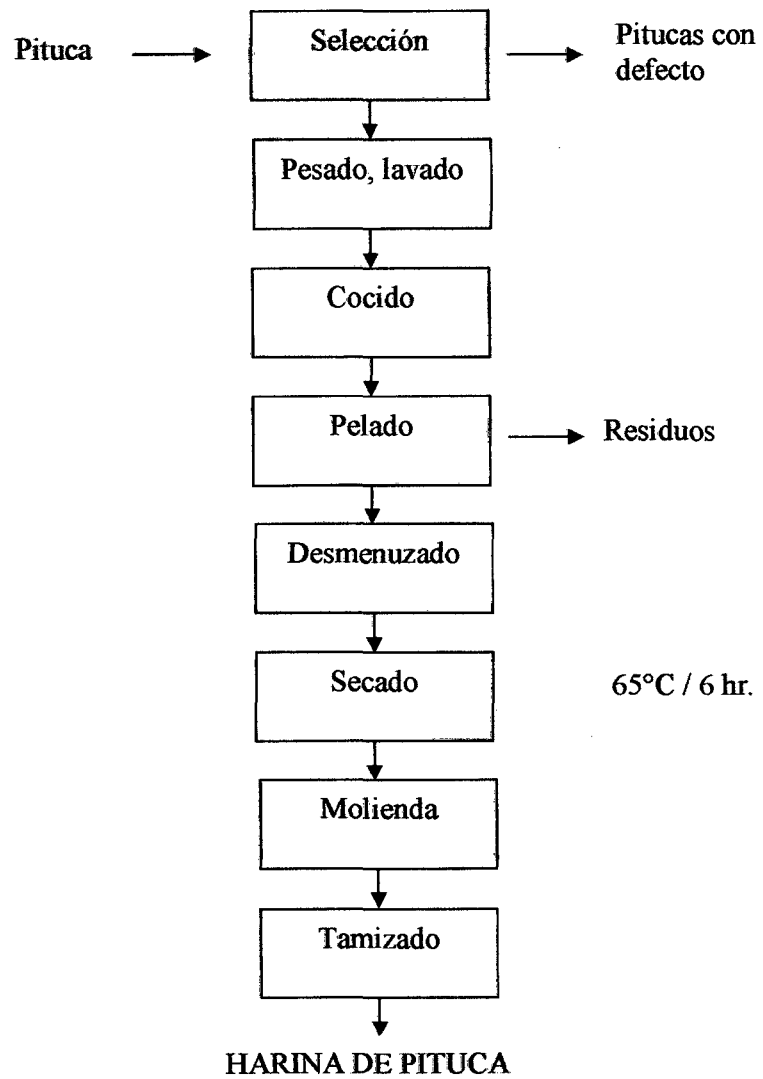 Pituca
Selección
Pitucas con
defecto
Pesado, lavado
Cocido
Pelado
Residuos
Desmenuzado
Secado
65°C / 6 hr.
Molienda
Tamizado
HARINA DE PITUCA